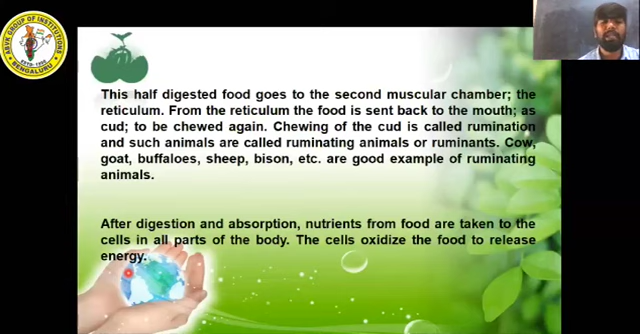 ASVK GROUP OF INSTITUTIONS
BENGALURU
This half digested food goes to the second muscular chamber; the
reticulum. From the reticulum the food is sent back to the mouth; as
cud; to be chewed again. Chewing of the cud is called rumination
and such animals are called ruminating animals or ruminants. Cow,
goat, buffaloes, sheep, bison, etc. are good example of ruminating
animals.
After digestion and absorption, nutrients from food are taken to the
cells in all parts of the body. The cells oxidize the food to release
energy.